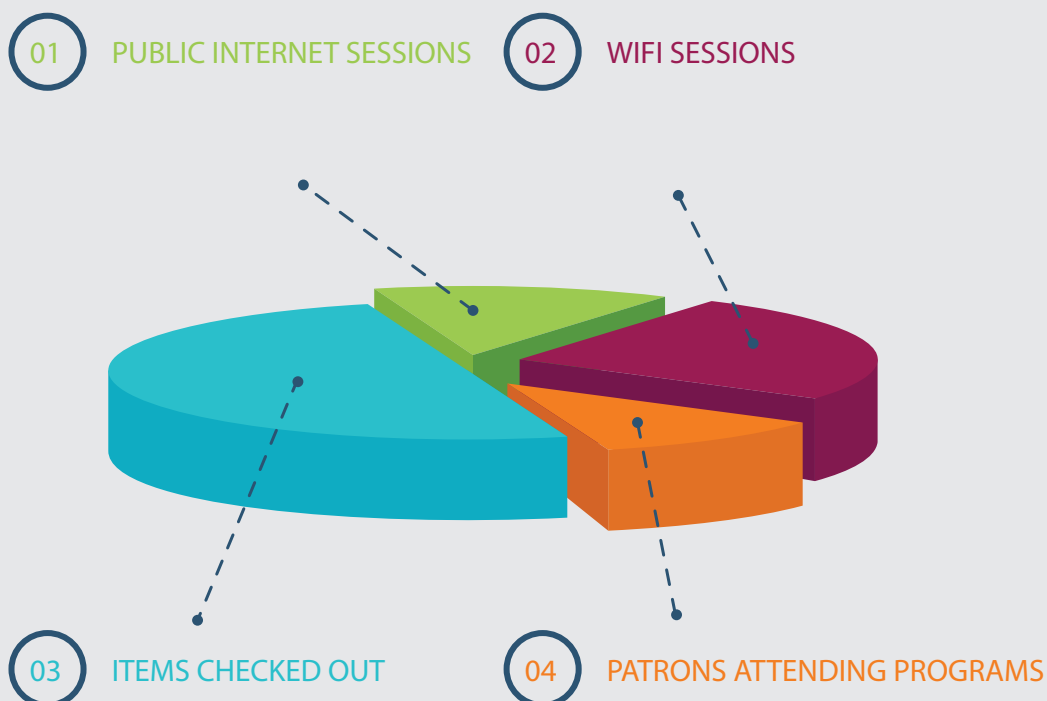 01 PUBLIC INTERNET SESSIONS
02 WIFI SESSIONS
03 ITEMS CHECKED OUT
04 PATRONS ATTENDING PROGRAMS